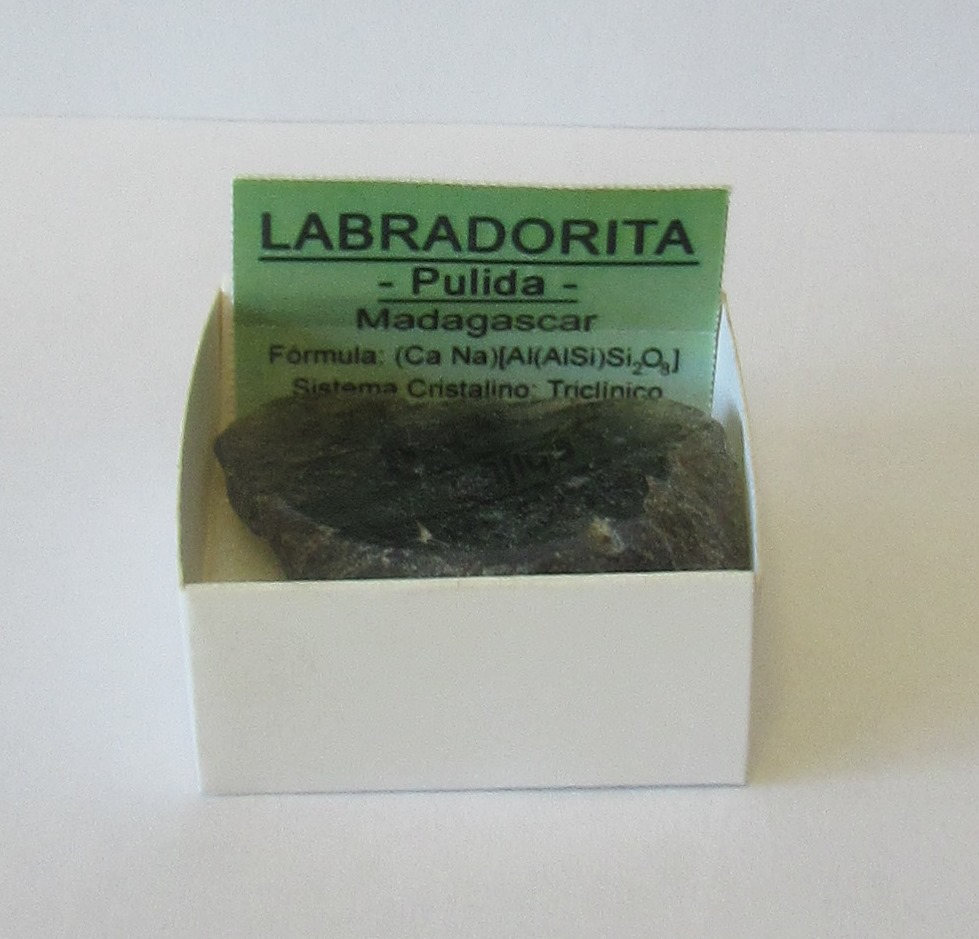 LABRADORITA
- Pulida -
Madagascar
Fórmula: (Ca Na)[Al(AlSi)Si₂O₈]
Sistema Cristalino: Triclínico